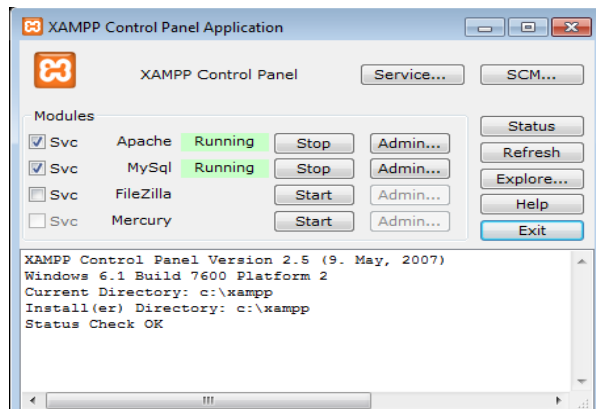 XAMPP Control Panel Application
XAMPP Control Panel Service... SCM...
Modules
Svc Apache Running Stop Admin...
Svc MySql Running Stop Admin...
Svc FileZilla Start Admin...
Svc Mercury Start Admin...
Status
Refresh
Explore...
Help
Exit
XAMPP Control Panel Version 2.5 (9. May, 2007)
Windows 6.1 Build 7600 Platform 2
Current Directory: c:\xampp
Install(er) Directory: c:\xampp
Status Check OK